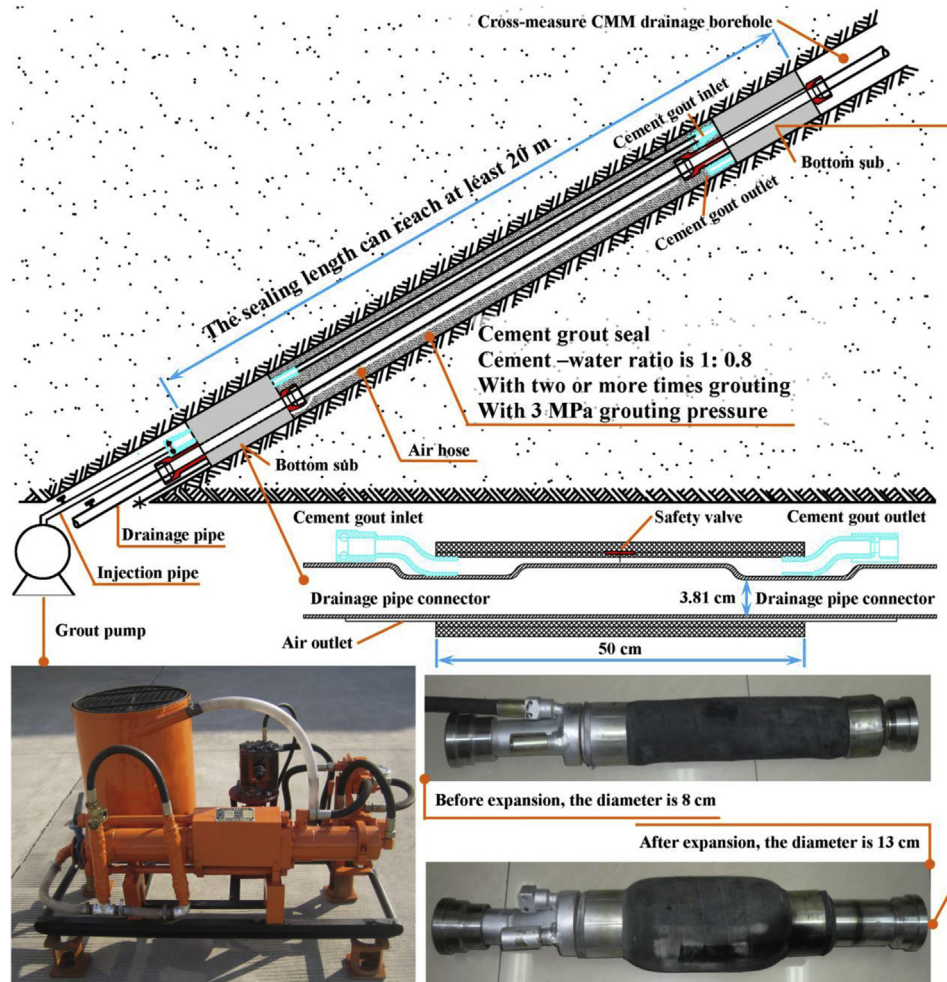 Cross-measure CMM drainage borehole
Cement gout inlet
Bottom sub
Cement gout outlet
The sealing length can reach at least 20 m
Cement grout seal
Cement –water ratio is 1: 0.8
With two or more times grouting
With 3 MPa grouting pressure
Air hose
Bottom sub
Drainage pipe
Injection pipe
Grout pump
Cement gout inlet
Safety valve
Cement gout outlet
Drainage pipe connector
3.81 cm
Drainage pipe connector
Air outlet
50 cm
Before expansion, the diameter is 8 cm
After expansion, the diameter is 13 cm